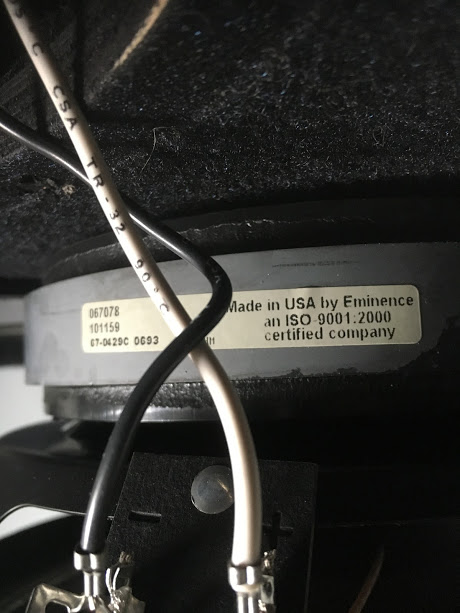 C CSA TR-32 90°C
067078
101159
67-0429C 0693
Made in USA by Eminence
an ISO-9001:2000
certified company
- +